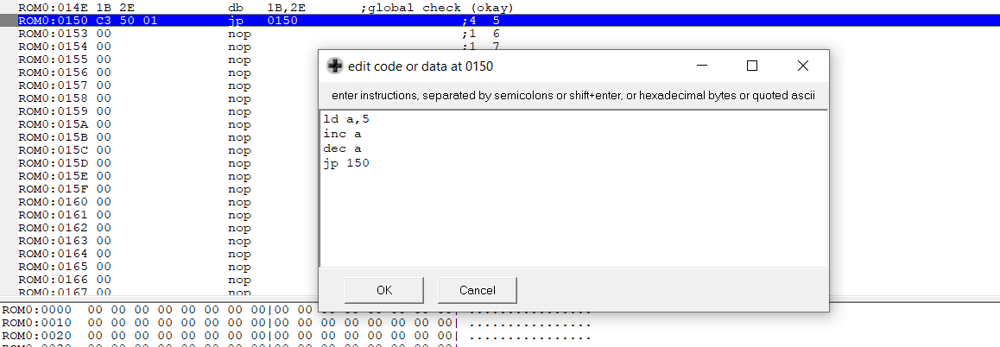 ROM0:014E 1B 2E db 1B,2E ;global check (okay)
ROM0:0150 C3 50 01 jp 0150 ;4 5
ROM0:0153 00 nop ;1 6
ROM0:0154 00 nop ;1 7
ROM0:0155 00 nop
ROM0:0156 00 nop
ROM0:0157 00 nop
ROM0:0158 00 nop
ROM0:0159 00 nop
ROM0:015A 00 nop
ROM0:015B 00 nop
ROM0:015C 00 nop
ROM0:015D 00 nop
ROM0:015E 00 nop
ROM0:015F 00 nop
ROM0:0160 00 nop
ROM0:0161 00 nop
ROM0:0162 00 nop
ROM0:0163 00 nop
ROM0:0164 00 nop
ROM0:0165 00 nop
ROM0:0166 00 nop
ROM0:0167 00 nop
edit code or data at 0150
enter instructions, separated by semicolons or shift+enter, or hexadecimal bytes or quoted ascii
ld a,5
inc a
dec a
jp 150
OK Cancel
ROM0:0000 00 00 00 00 00 00 00 00|00 00 00 00 00 00 00 00| ................
ROM0:0010 00 00 00 00 00 00 00 00|00 00 00 00 00 00 00 00| ................
ROM0:0020 00 00 00 00 00 00 00 00|00 00 00 00 00 00 00 00| ................